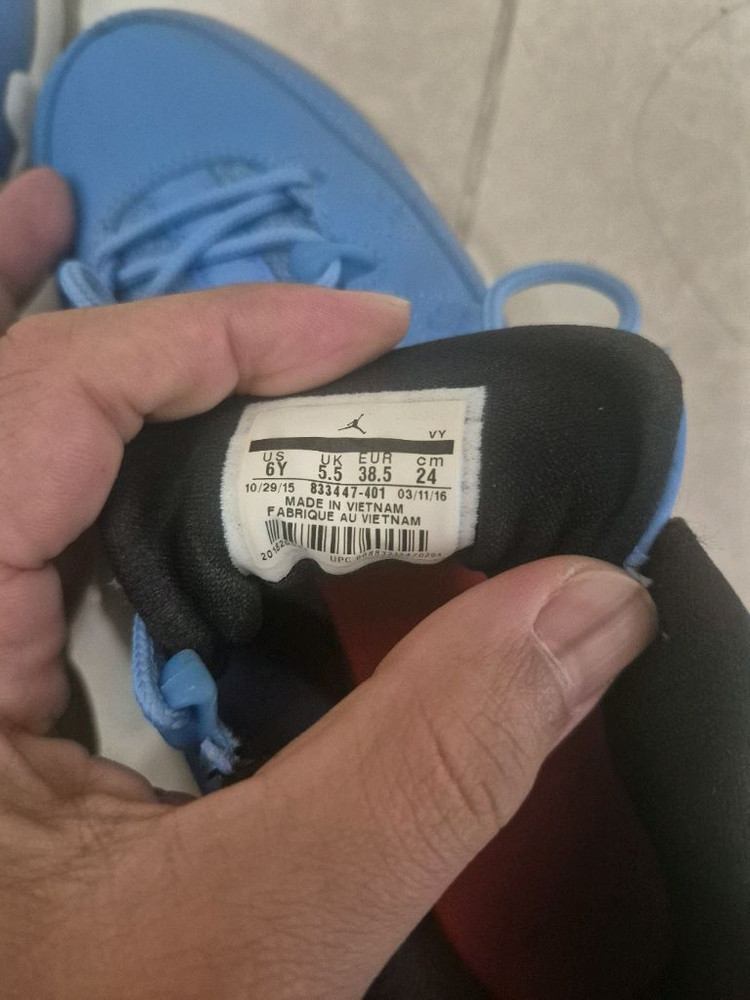 VY
US UK EUR cm
6Y 5.5 38.5 24
10/29/15 833447-401 03/11/16
MADE IN VIETNAM
FABRIQUE AU VIETNAM
UPC